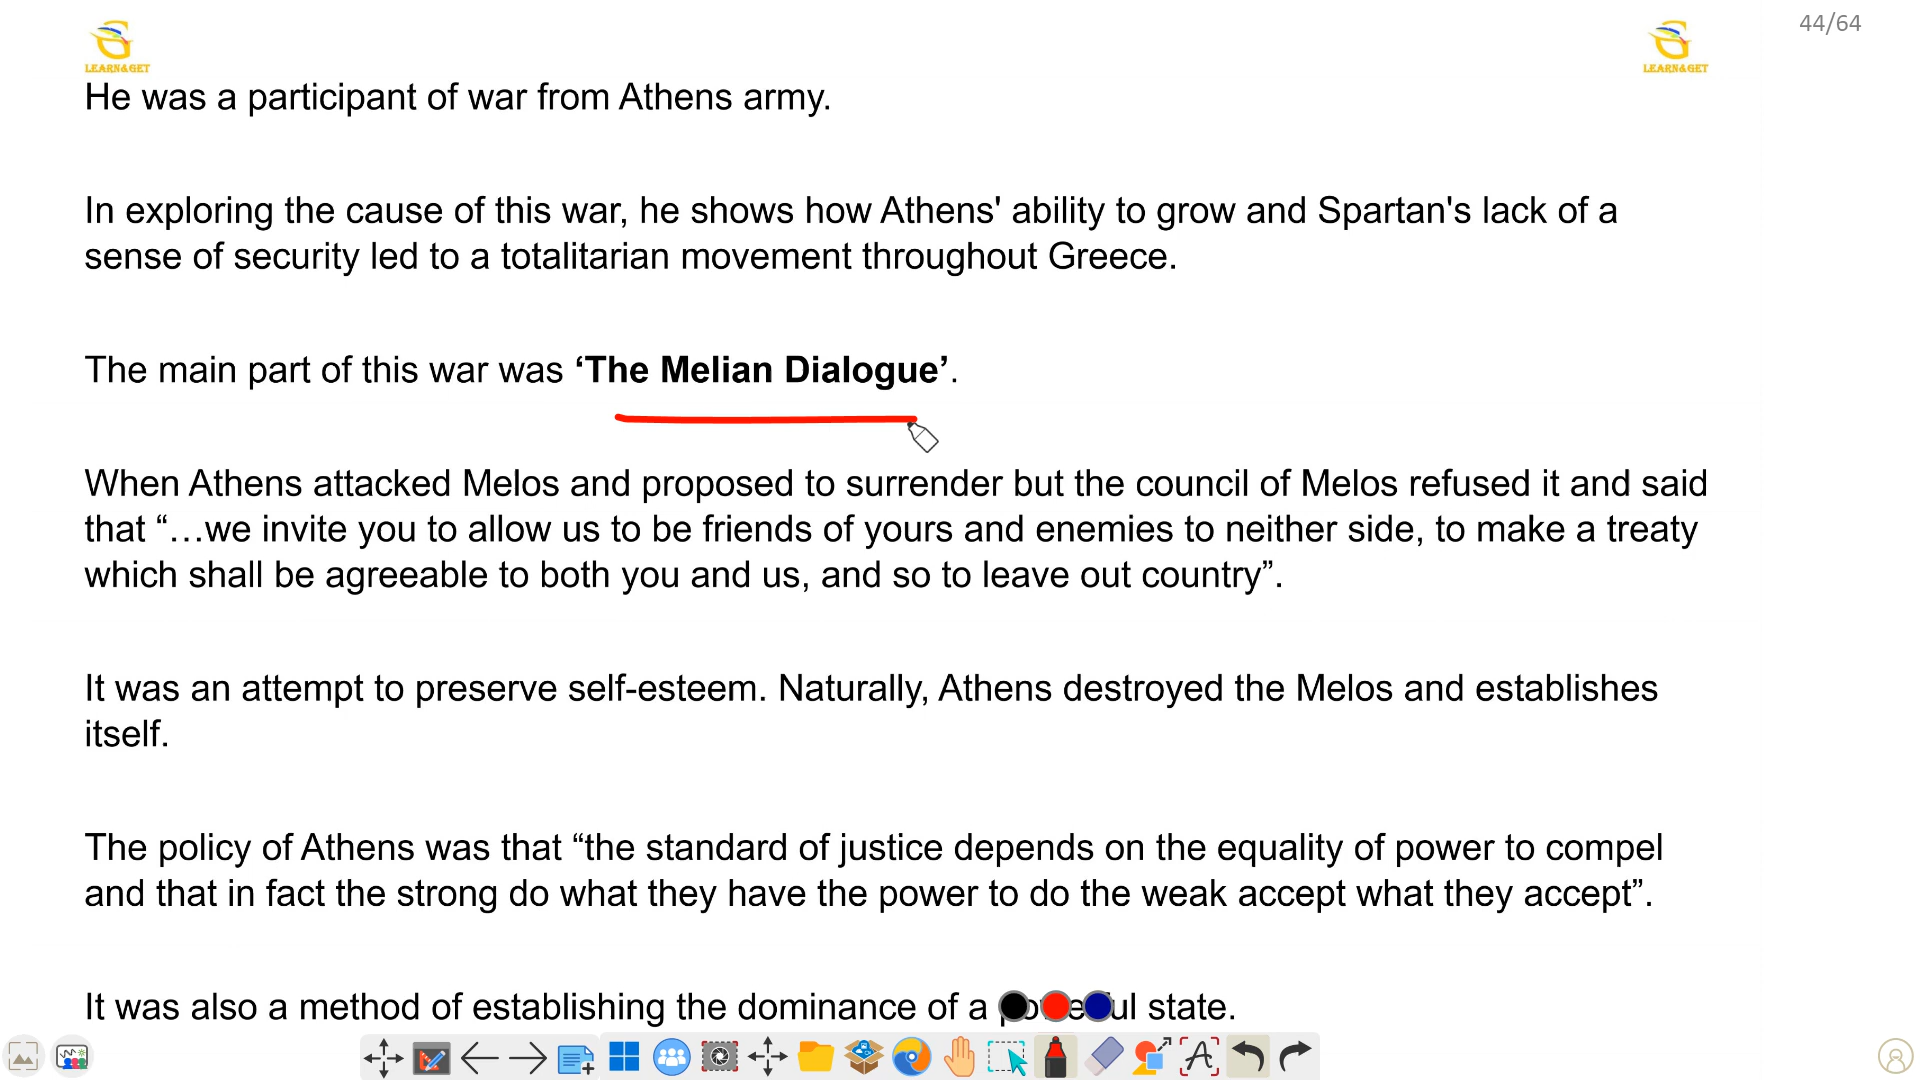 44/64
LEARN&GET
LEARN&GET
He was a participant of war from Athens army.
In exploring the cause of this war, he shows how Athens' ability to grow and Spartan's lack of a
sense of security led to a totalitarian movement throughout Greece.
The main part of this war was ‘The Melian Dialogue’.
When Athens attacked Melos and proposed to surrender but the council of Melos refused it and said
that “…we invite you to allow us to be friends of yours and enemies to neither side, to make a treaty
which shall be agreeable to both you and us, and so to leave out country”.
It was an attempt to preserve self-esteem. Naturally, Athens destroyed the Melos and establishes
itself.
The policy of Athens was that “the standard of justice depends on the equality of power to compel
and that in fact the strong do what they have the power to do the weak accept what they accept”.
It was also a method of establishing the dominance of a powerful state.